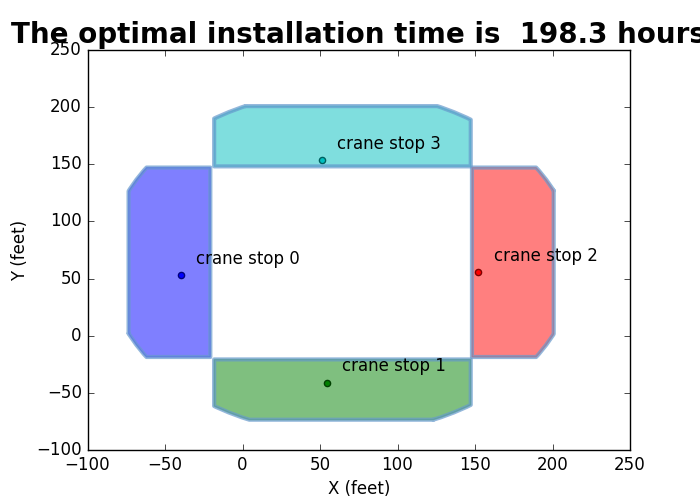 The optimal installation time is  198.3 hours
250
200
150
100
50
0
−50
−100
Y (feet)
crane stop 3
crane stop 0
crane stop 2
crane stop 1
−100
−50
0
50
100
150
200
250
X (feet)